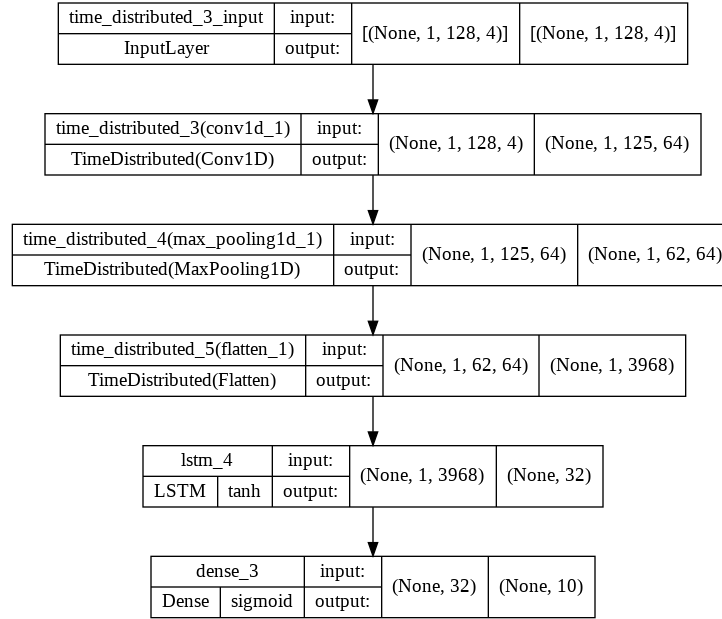 time_distributed_3_input input: [(None, 1, 128, 4)] [(None, 1, 128, 4)]
InputLayer output:
time_distributed_3(conv1d_1) input: (None, 1, 128, 4) (None, 1, 125, 64)
TimeDistributed(Conv1D) output:
time_distributed_4(max_pooling1d_1) input: (None, 1, 125, 64) (None, 1, 62, 64)
TimeDistributed(MaxPooling1D) output:
time_distributed_5(flatten_1) input: (None, 1, 62, 64) (None, 1, 3968)
TimeDistributed(Flatten) output:
lstm_4 input: (None, 1, 3968) (None, 32)
LSTM tanh output:
dense_3 input: (None, 32) (None, 10)
Dense sigmoid output: